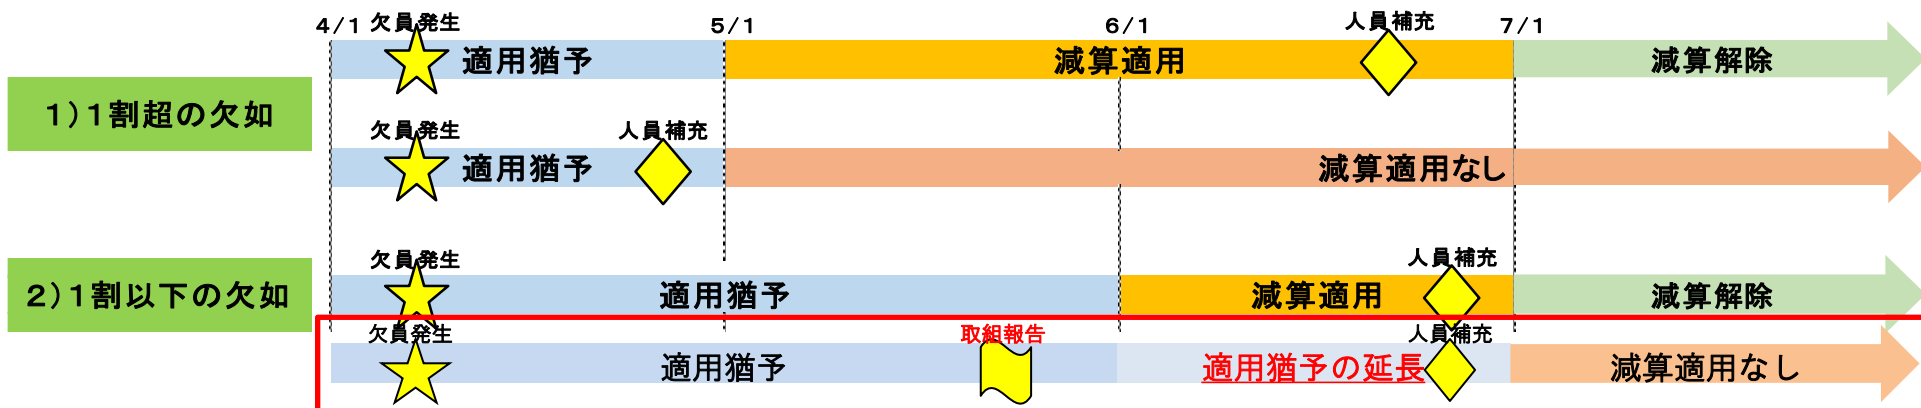 4/1
5/1
6/1
7/1
欠員発生
人員補充
1)1割超の欠如
適用猶予
減算適用
減算解除
欠員発生
人員補充
適用猶予
減算適用なし
欠員発生
人員補充
2)1割以下の欠如
適用猶予
減算適用
減算解除
欠員発生
取組報告
人員補充
適用猶予
適用猶予の延長
減算適用なし